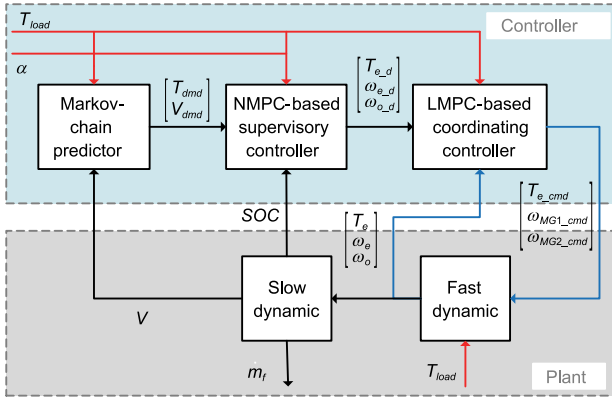 T_load
Controller
α
Markov-
chain
predictor
[T_dmd
V_dmd]
NMPC-based
supervisory
controller
[T_e_d
ω_e_d
ω_o_d]
LMPC-based
coordinating
controller
[T_e_cmd
ω_MG1_cmd
ω_MG2_cmd]
SOC
[T_e
ω_e
ω_o]
Slow
dynamic
Fast
dynamic
V
ṁ_f
T_load
Plant